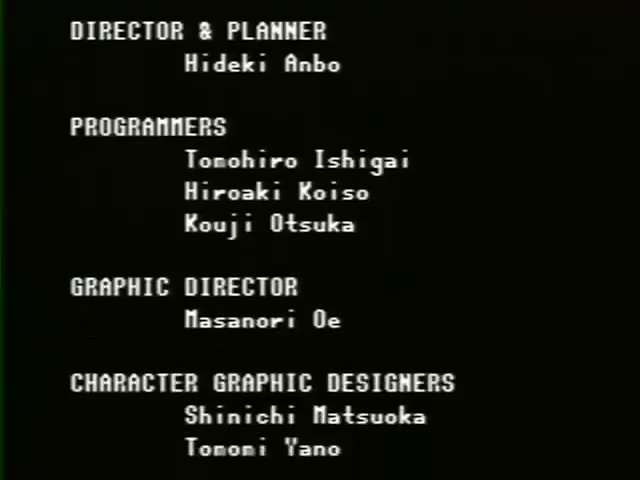 DIRECTOR & PLANNER
Hideki Anbo
PROGRAMMERS
Tomohiro Ishigai
Hiroaki Koiso
Kouji Otsuka
GRAPHIC DIRECTOR
Masanori Oe
CHARACTER GRAPHIC DESIGNERS
Shinichi Matsuoka
Tomomi Yano